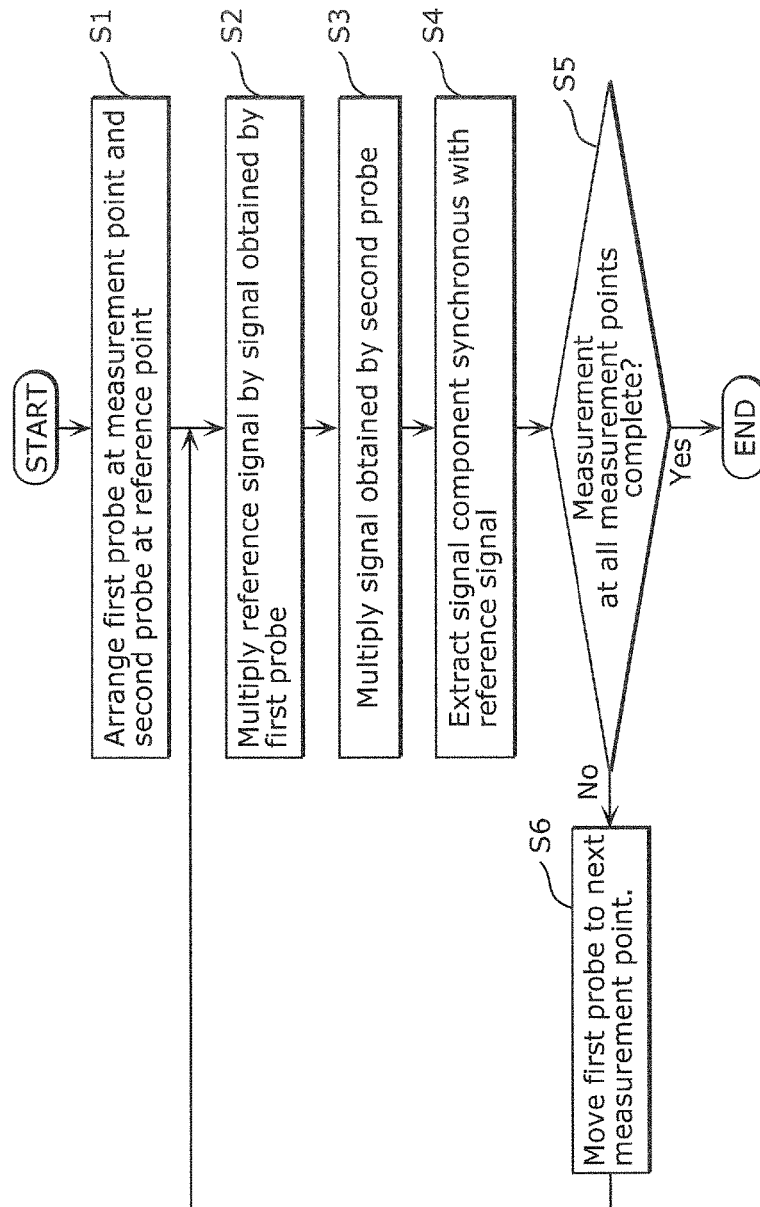 START
S1
Arrange first probe at measurement point and
second probe at reference point
S2
Multiply reference signal by signal obtained by
first probe
S3
Multiply signal obtained by second probe
S4
Extract signal component synchronous with
reference signal
S5
Measurement
at all measurement points
complete?
No
Yes
S6
Move first probe to next
measurement point.
END